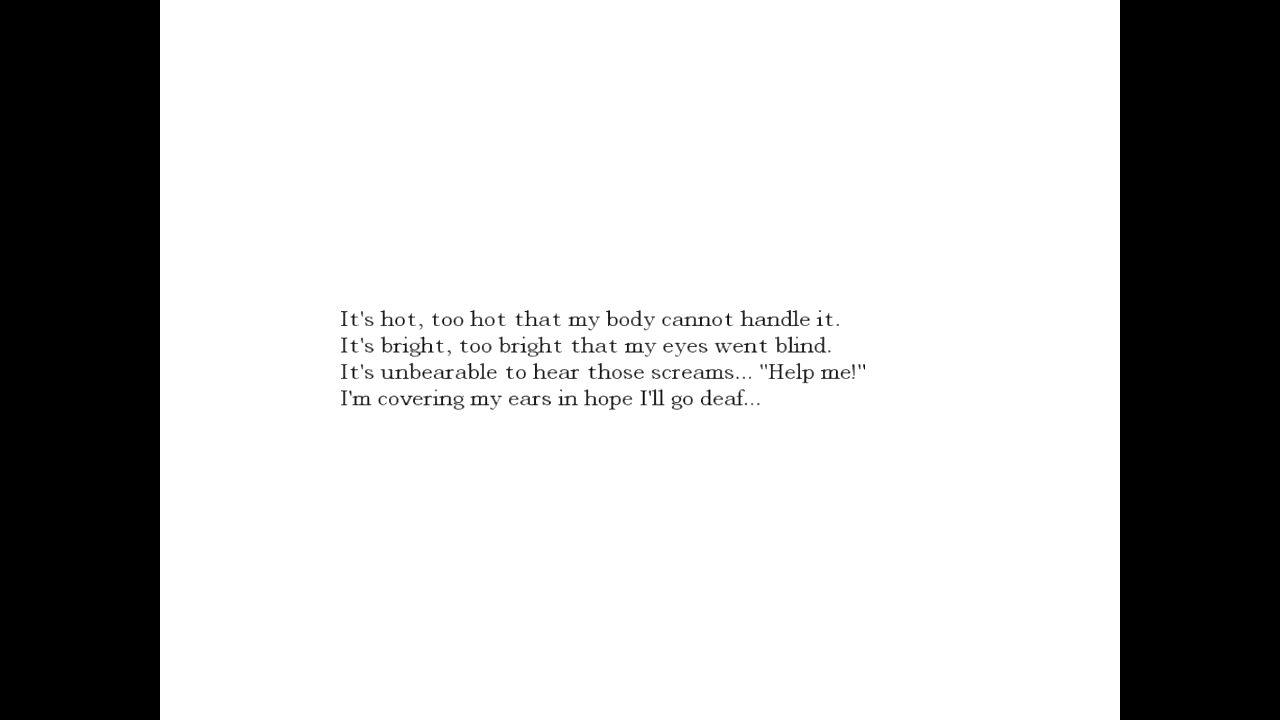 It's hot, too hot that my body cannot handle it.
It's bright, too bright that my eyes went blind.
It's unbearable to hear those screams... "Help me!"
I'm covering my ears in hope I'll go deaf...